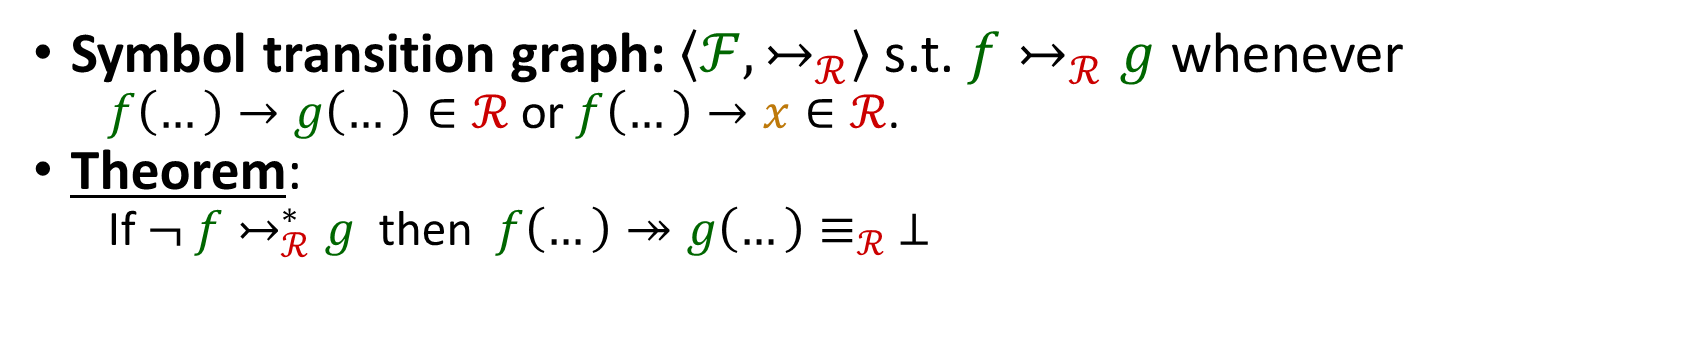 • Symbol transition graph: ⟨ℱ, ↣ℛ⟩ s.t. f ↣ℛ g whenever
f(…) → g(…) ∈ ℛ or f(…) → x ∈ ℛ.
• Theorem:
If ¬ f ↣*ℛ g then f(…) ↠ g(…) ≡ℛ ⊥